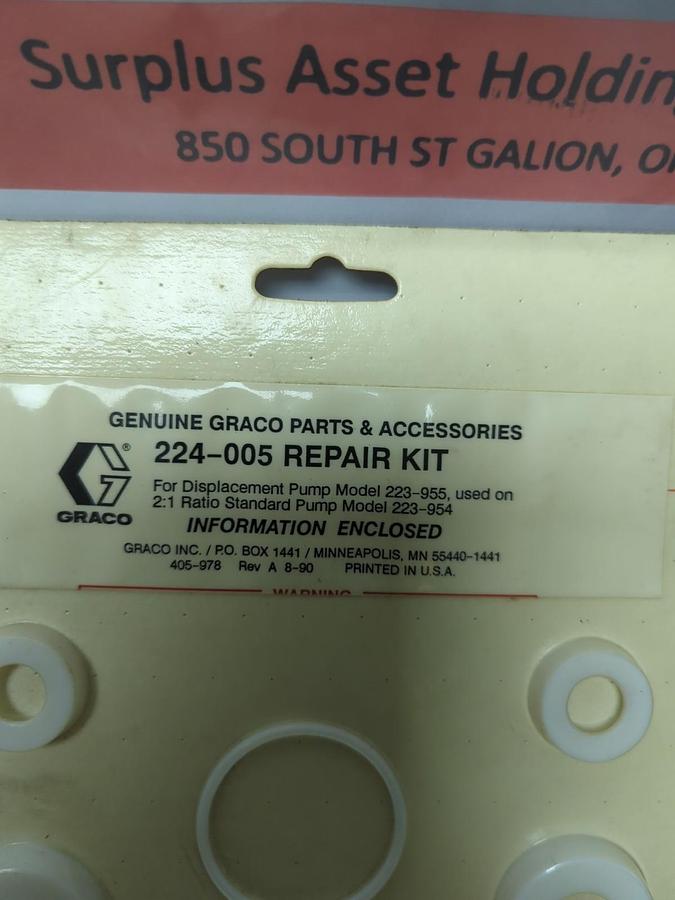 Surplus Asset Holdin
850 SOUTH ST GALION,
GENUINE GRACO PARTS & ACCESSORIES
224-005 REPAIR KIT
For Displacement Pump Model 223-955, used on
2:1 Ratio Standard Pump Model 223-954
INFORMATION ENCLOSED
GRACO INC. / P.O. BOX 1441 / MINNEAPOLIS, MN 55440-1441
405-978 Rev A 8-90 PRINTED IN U.S.A.
GRACO
WARNING